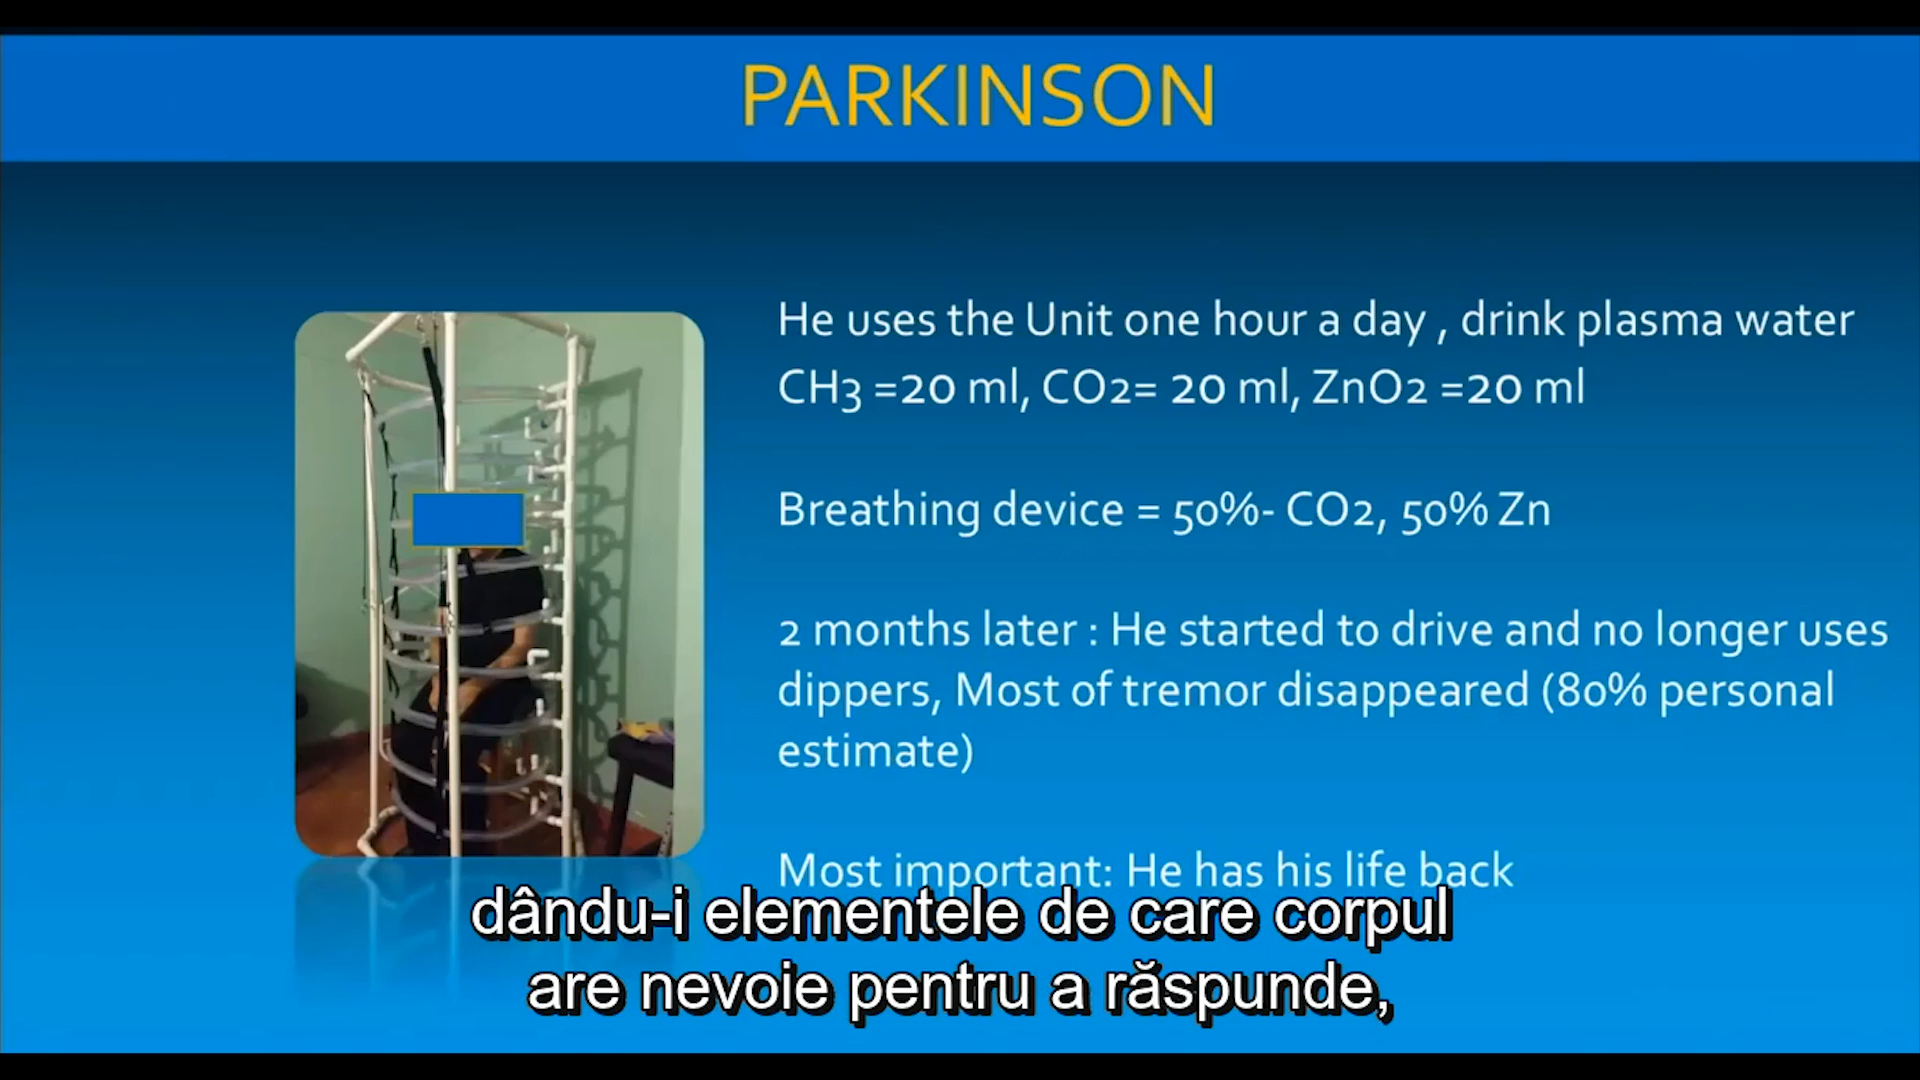 PARKINSON
He uses the Unit one hour a day , drink plasma water
CH3 =20 ml, CO2= 20 ml, ZnO2 =20 ml
Breathing device = 50%- CO2, 50% Zn
2 months later : He started to drive and no longer uses
dippers, Most of tremor disappeared (80% personal
estimate)
Most important: He has his life back
dându-i elementele de care corpul
are nevoie pentru a răspunde,